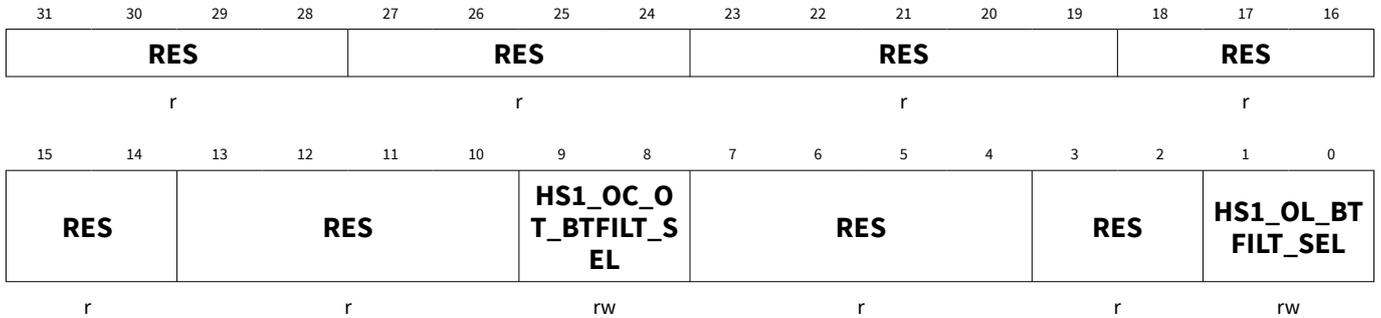 31 30 29 28 27 26 25 24 23 22 21 20 19 18 17 16
RES RES RES RES
r r r r
15 14 13 12 11 10 9 8 7 6 5 4 3 2 1 0
RES RES HS1_OC_O RES RES HS1_OL_BT
T_BTFILT_S FILT_SEL
EL
r r rw r r rw